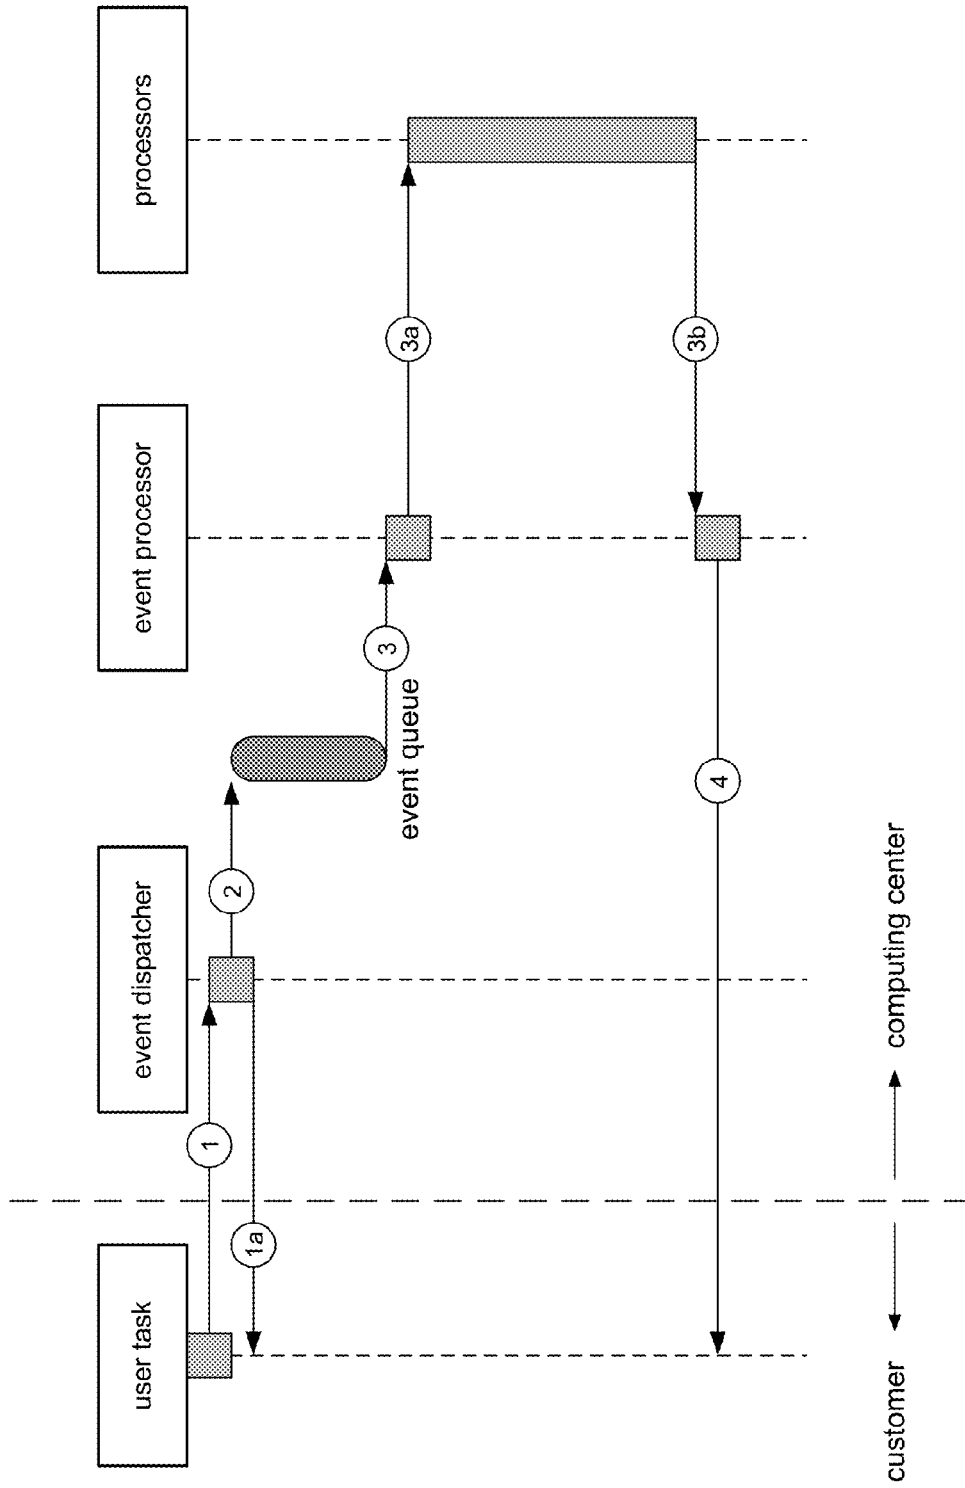 user task
event dispatcher
event processor
processors
1
1a
2
event queue
3
3a
3b
4
customer
computing center